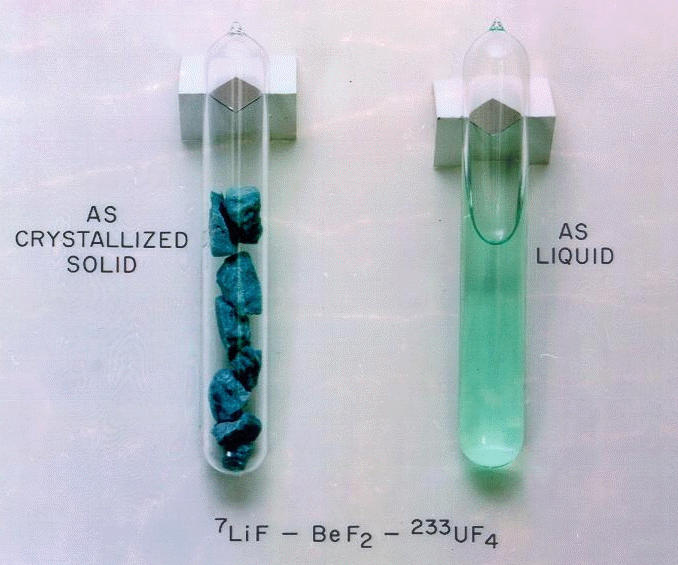 AS
CRYSTALLIZED
SOLID
AS
LIQUID
⁷LiF – BeF₂ – ²³³UF₄